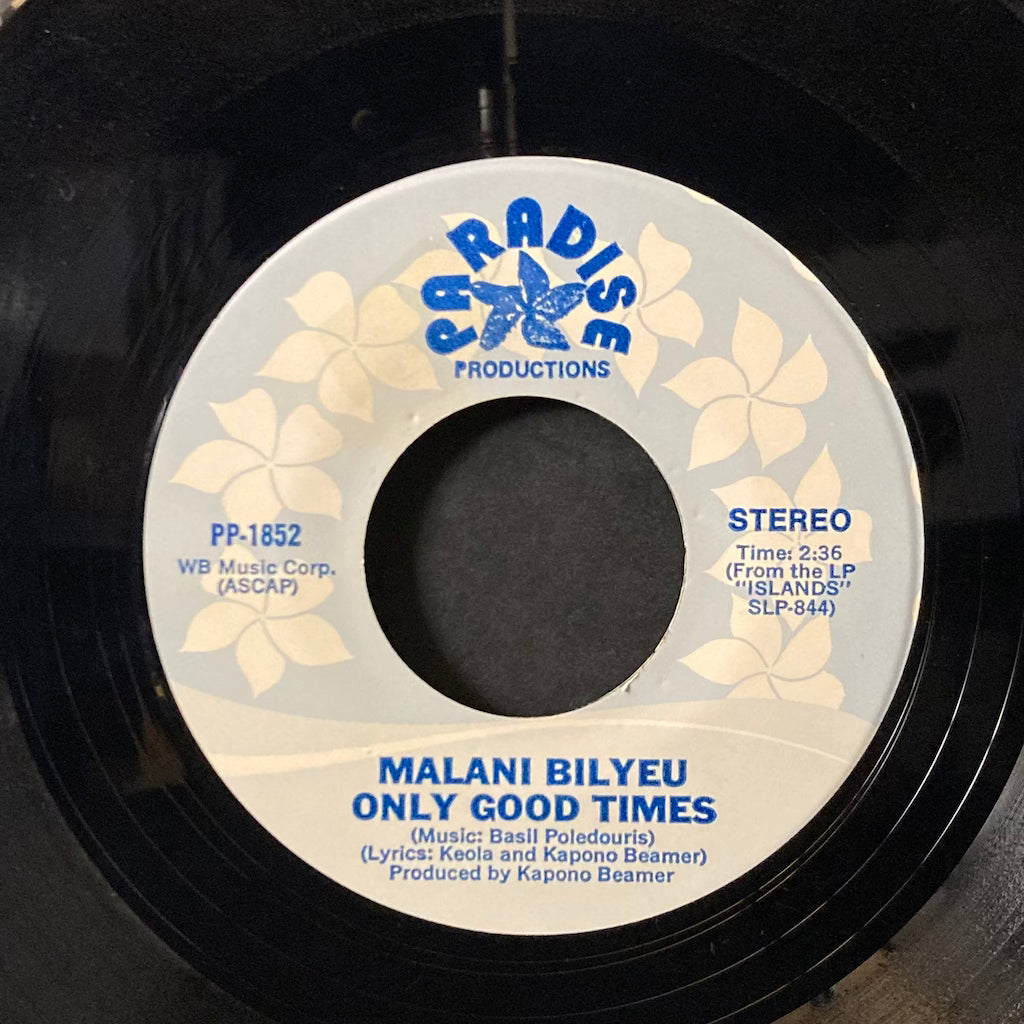 PARADISE
PRODUCTIONS
PP-1852
WB Music Corp.
(ASCAP)
STEREO
Time: 2:36
(From the LP
"ISLANDS"
SLP-844)
MALANI BILYEU
ONLY GOOD TIMES
(Music: Basil Poledouris)
(Lyrics: Keola and Kapono Beamer)
Produced by Kapono Beamer